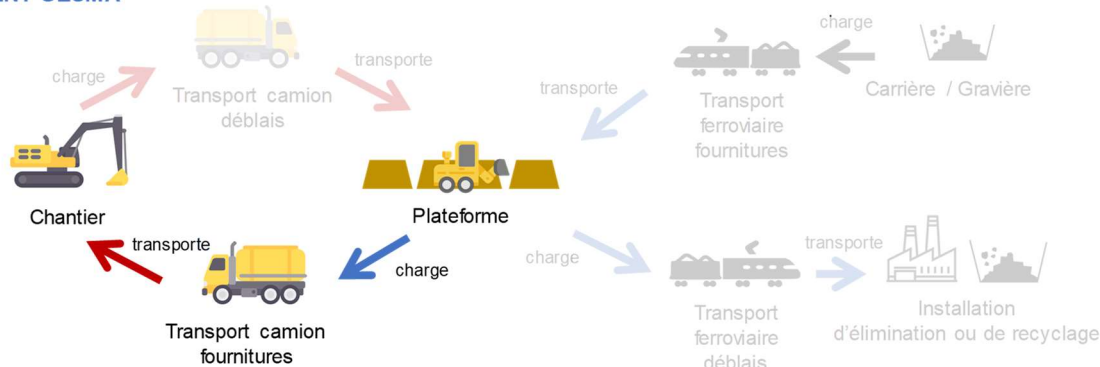 charge
Transport camion
déblais
transporte
Chantier
Plateforme
transporte
charge
Transport camion
fournitures
charge
Carrière / Gravière
transporte
Transport
ferroviaire
fournitures
charge
transporte
Transport
ferroviaire
déblais
Installation
d'élimination ou de recyclage